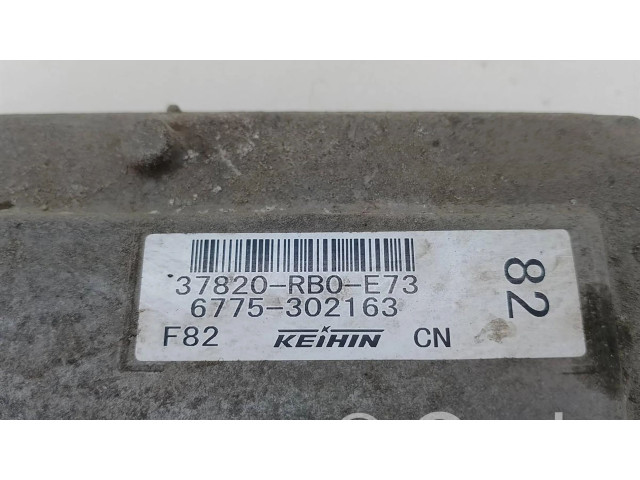 37820-RB0-E73
6775-302163
F82 KEIHIN CN
82